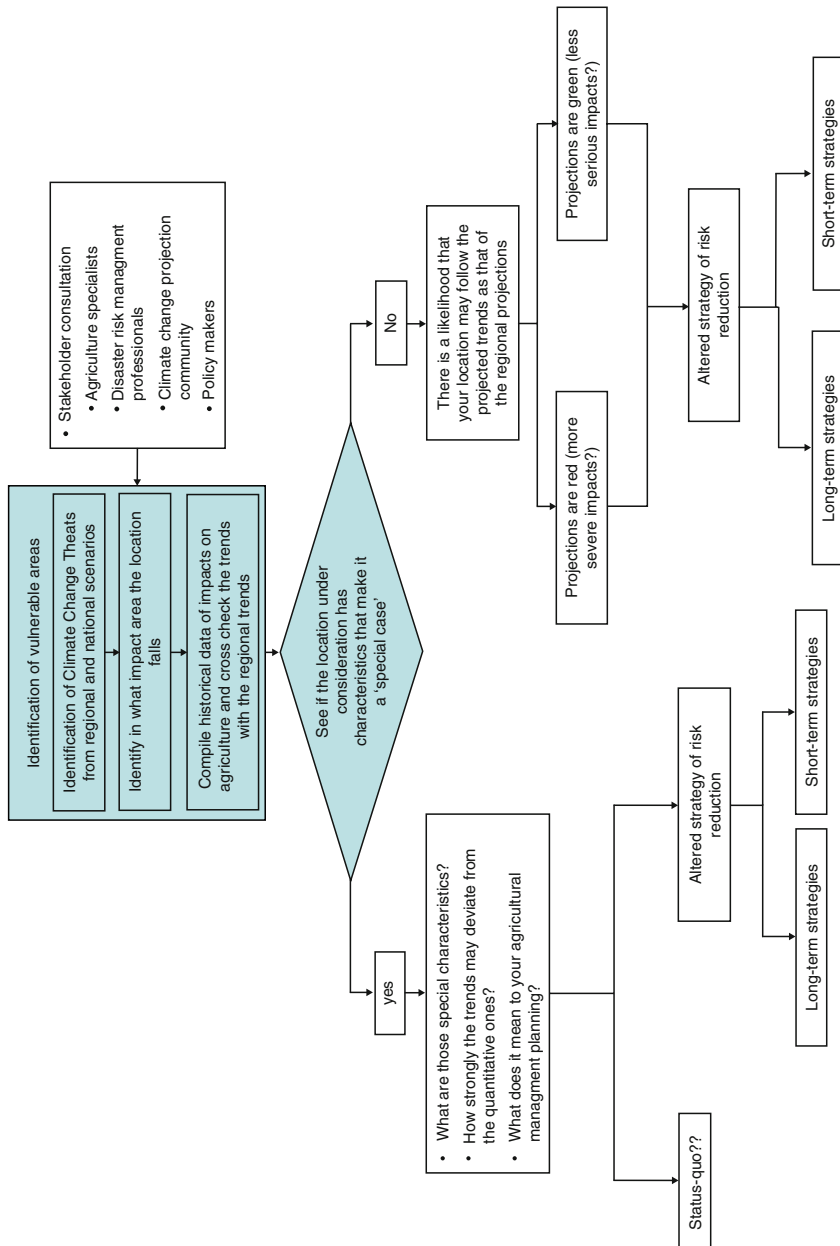 Identification of vulnerable areas
Identification of Climate Change Theats
from regional and national scenarios
Identify in what impact area the location
falls
Compile historical data of impacts on
agriculture and cross check the trends
with the regional trends
• Stakeholder consultation
• Agriculture specialists
• Disaster risk managment
professionals
• Climate change projection
community
• Policy makers
See if the location under
consideration has
characteristics that make it
a ‘special case’
yes
No
• What are those special characteristics?
• How strongly the trends may deviate from
the quantitative ones?
• What does it mean to your agricultural
managment planning?
There is a likelihood that
your location may follow the
projected trends as that of
the regional projections
Projections are red (more
severe impacts?)
Projections are green (less
serious impacts?)
Status-quo??
Altered strategy of risk
reduction
Long-term strategies
Short-term strategies
Altered strategy of risk
reduction
Long-term strategies
Short-term strategies